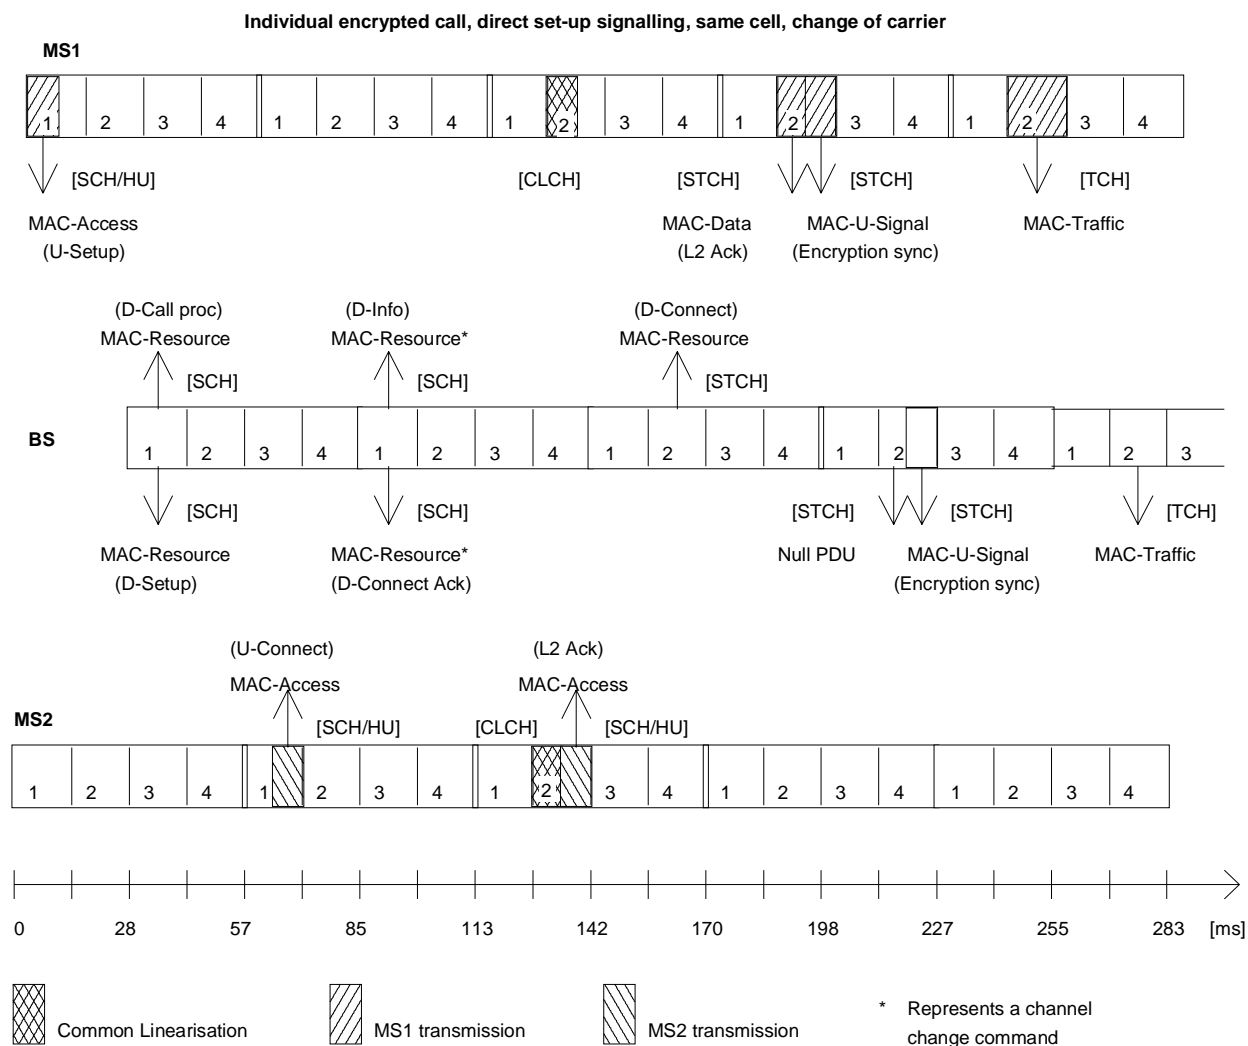 Individual encrypted call, direct set-up signalling, same cell, change of carrier
MS1
1 2 3 4 1 2 3 4 1 2 3 4 1 2 3 4 1 2 3 4
[SCH/HU] [CLCH] [STCH] [STCH] [TCH]
MAC-Access MAC-Data MAC-U-Signal MAC-Traffic
(U-Setup) (L2 Ack) (Encryption sync)
(D-Call proc) (D-Info) (D-Connect)
MAC-Resource MAC-Resource* MAC-Resource
[SCH] [SCH] [STCH]
BS
1 2 3 4 1 2 3 4 1 2 3 4 1 2 3 4 1 2 3
[SCH] [SCH] [STCH] [STCH] [TCH]
MAC-Resource MAC-Resource* Null PDU MAC-U-Signal MAC-Traffic
(D-Setup) (D-Connect Ack) (Encryption sync)
(U-Connect) (L2 Ack)
MAC-Access MAC-Access
MS2
[SCH/HU] [CLCH] [SCH/HU]
1 2 3 4 1 2 3 4 1 2 3 4 1 2 3 4 1 2 3 4
0 28 57 85 113 142 170 198 227 255 283 [ms]
Common Linearisation MS1 transmission MS2 transmission * Represents a channel
change command